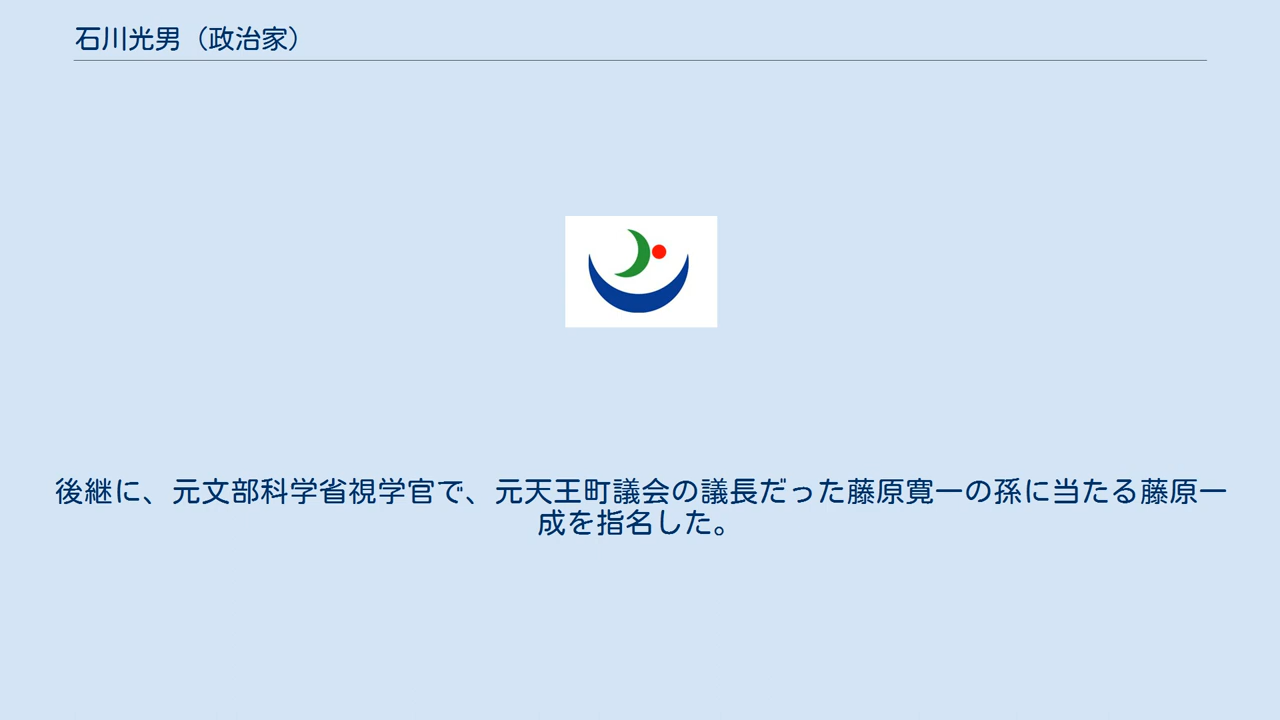 石川光男（政治家）
後継に、元文部科学省視学官で、元天王町議会の議長だった藤原寛一の孫に当たる藤原一
成を指名した。